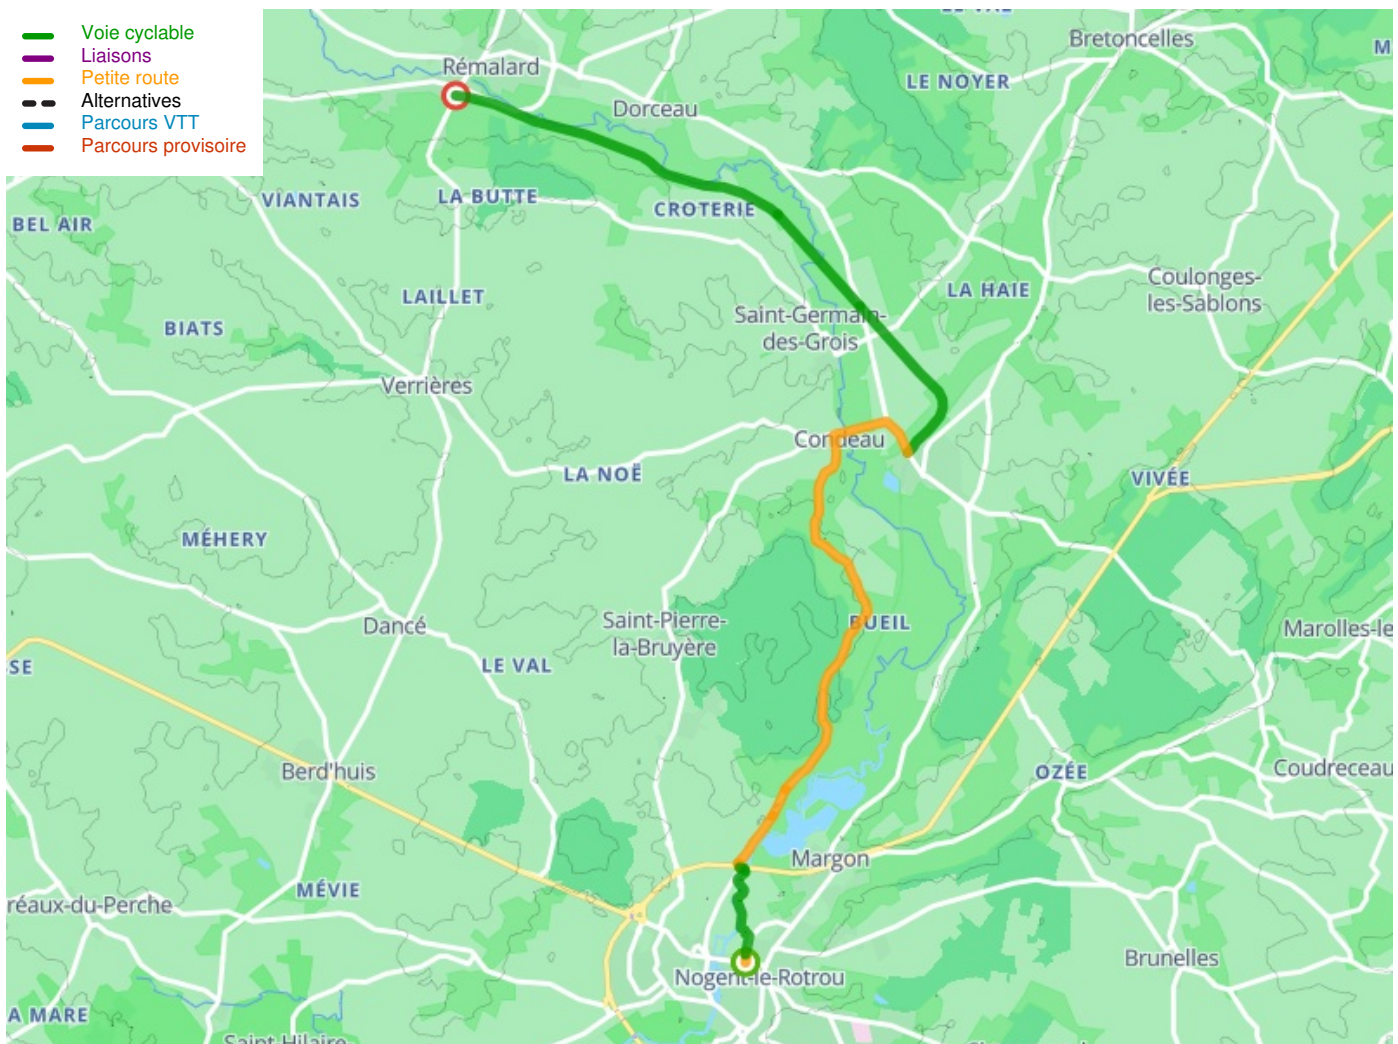 Voie cyclable
Liaisons
Petite route
Alternatives
Parcours VTT
Parcours provisoire
Bretoncelles
Rémalard
LE NOYER
Dorceau
VIANTAIS
LA BUTTE
CROTERIE
BEL AIR
Coulonges-
les-Sablons
LAILLET
LA HAIE
BIATS
Saint-Germain-
des-Grois
Verrières
Condeau
LA NOË
VIVÉE
MÉHERY
Dancé
Saint-Pierre-
la-Bruyère
BUEIL
Marolles-le
SE
LE VAL
Berd'huis
OZÉE
Coudreceau
Margon
MÉVIE
réaux-du-Perche
Brunelles
Nogent-le-Rotrou
A MARE
Saint-Hilaire